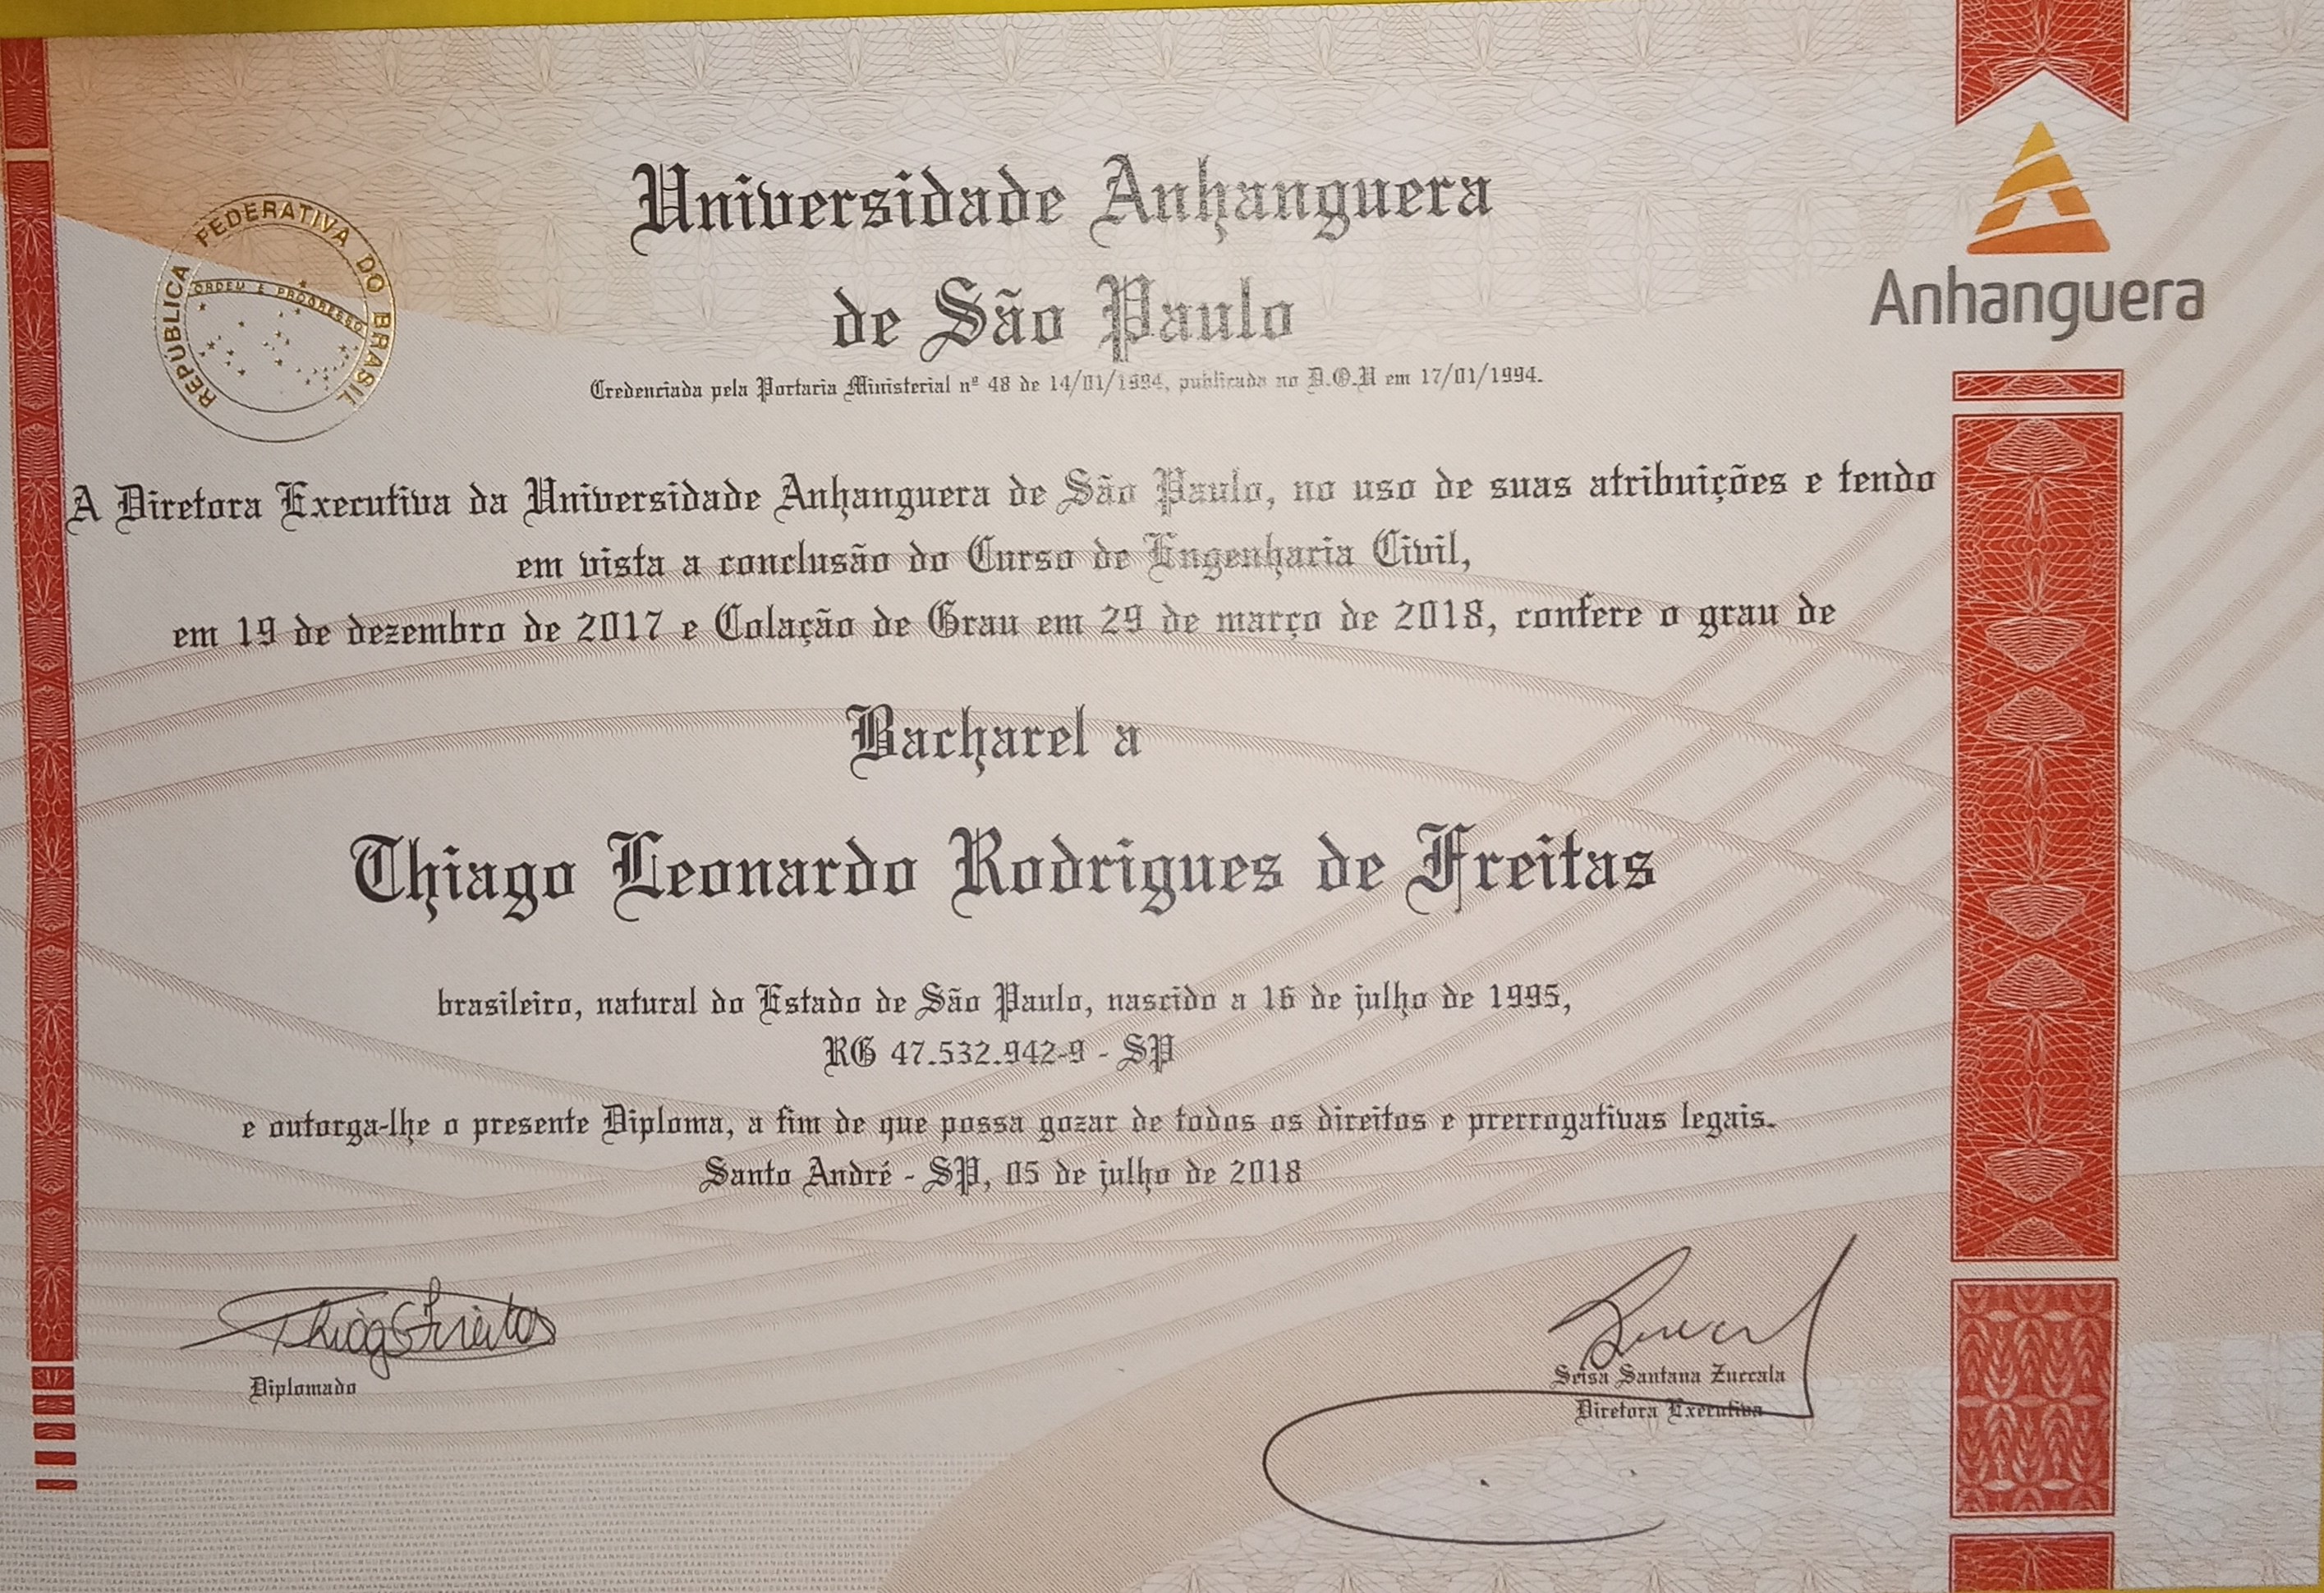 REPÚBLICA FEDERATIVA DO BRASIL
ORDEM E PROGRESSO
Universidade Anhanguera
de São Paulo
Anhanguera
Credenciada pela Portaria Ministerial nº 48 de 14/01/1994, publicada no D.O.U em 17/01/1994.
A Diretora Executiva da Universidade Anhanguera de São Paulo, no uso de suas atribuições e tendo
em vista a conclusão do Curso de Engenharia Civil,
em 19 de dezembro de 2017 e Colação de Grau em 29 de março de 2018, confere o grau de
Bacharel a
Thiago Leonardo Rodrigues de Freitas
brasileiro, natural do Estado de São Paulo, nascido a 16 de julho de 1995,
RG 47.532.942-9 - SP
e outorga-lhe o presente Diploma, a fim de que possa gozar de todos os direitos e prerrogativas legais.
Santo André - SP, 05 de julho de 2018
Thiago Freitas
Diplomado
Santana Zuccala
Diretora Executiva